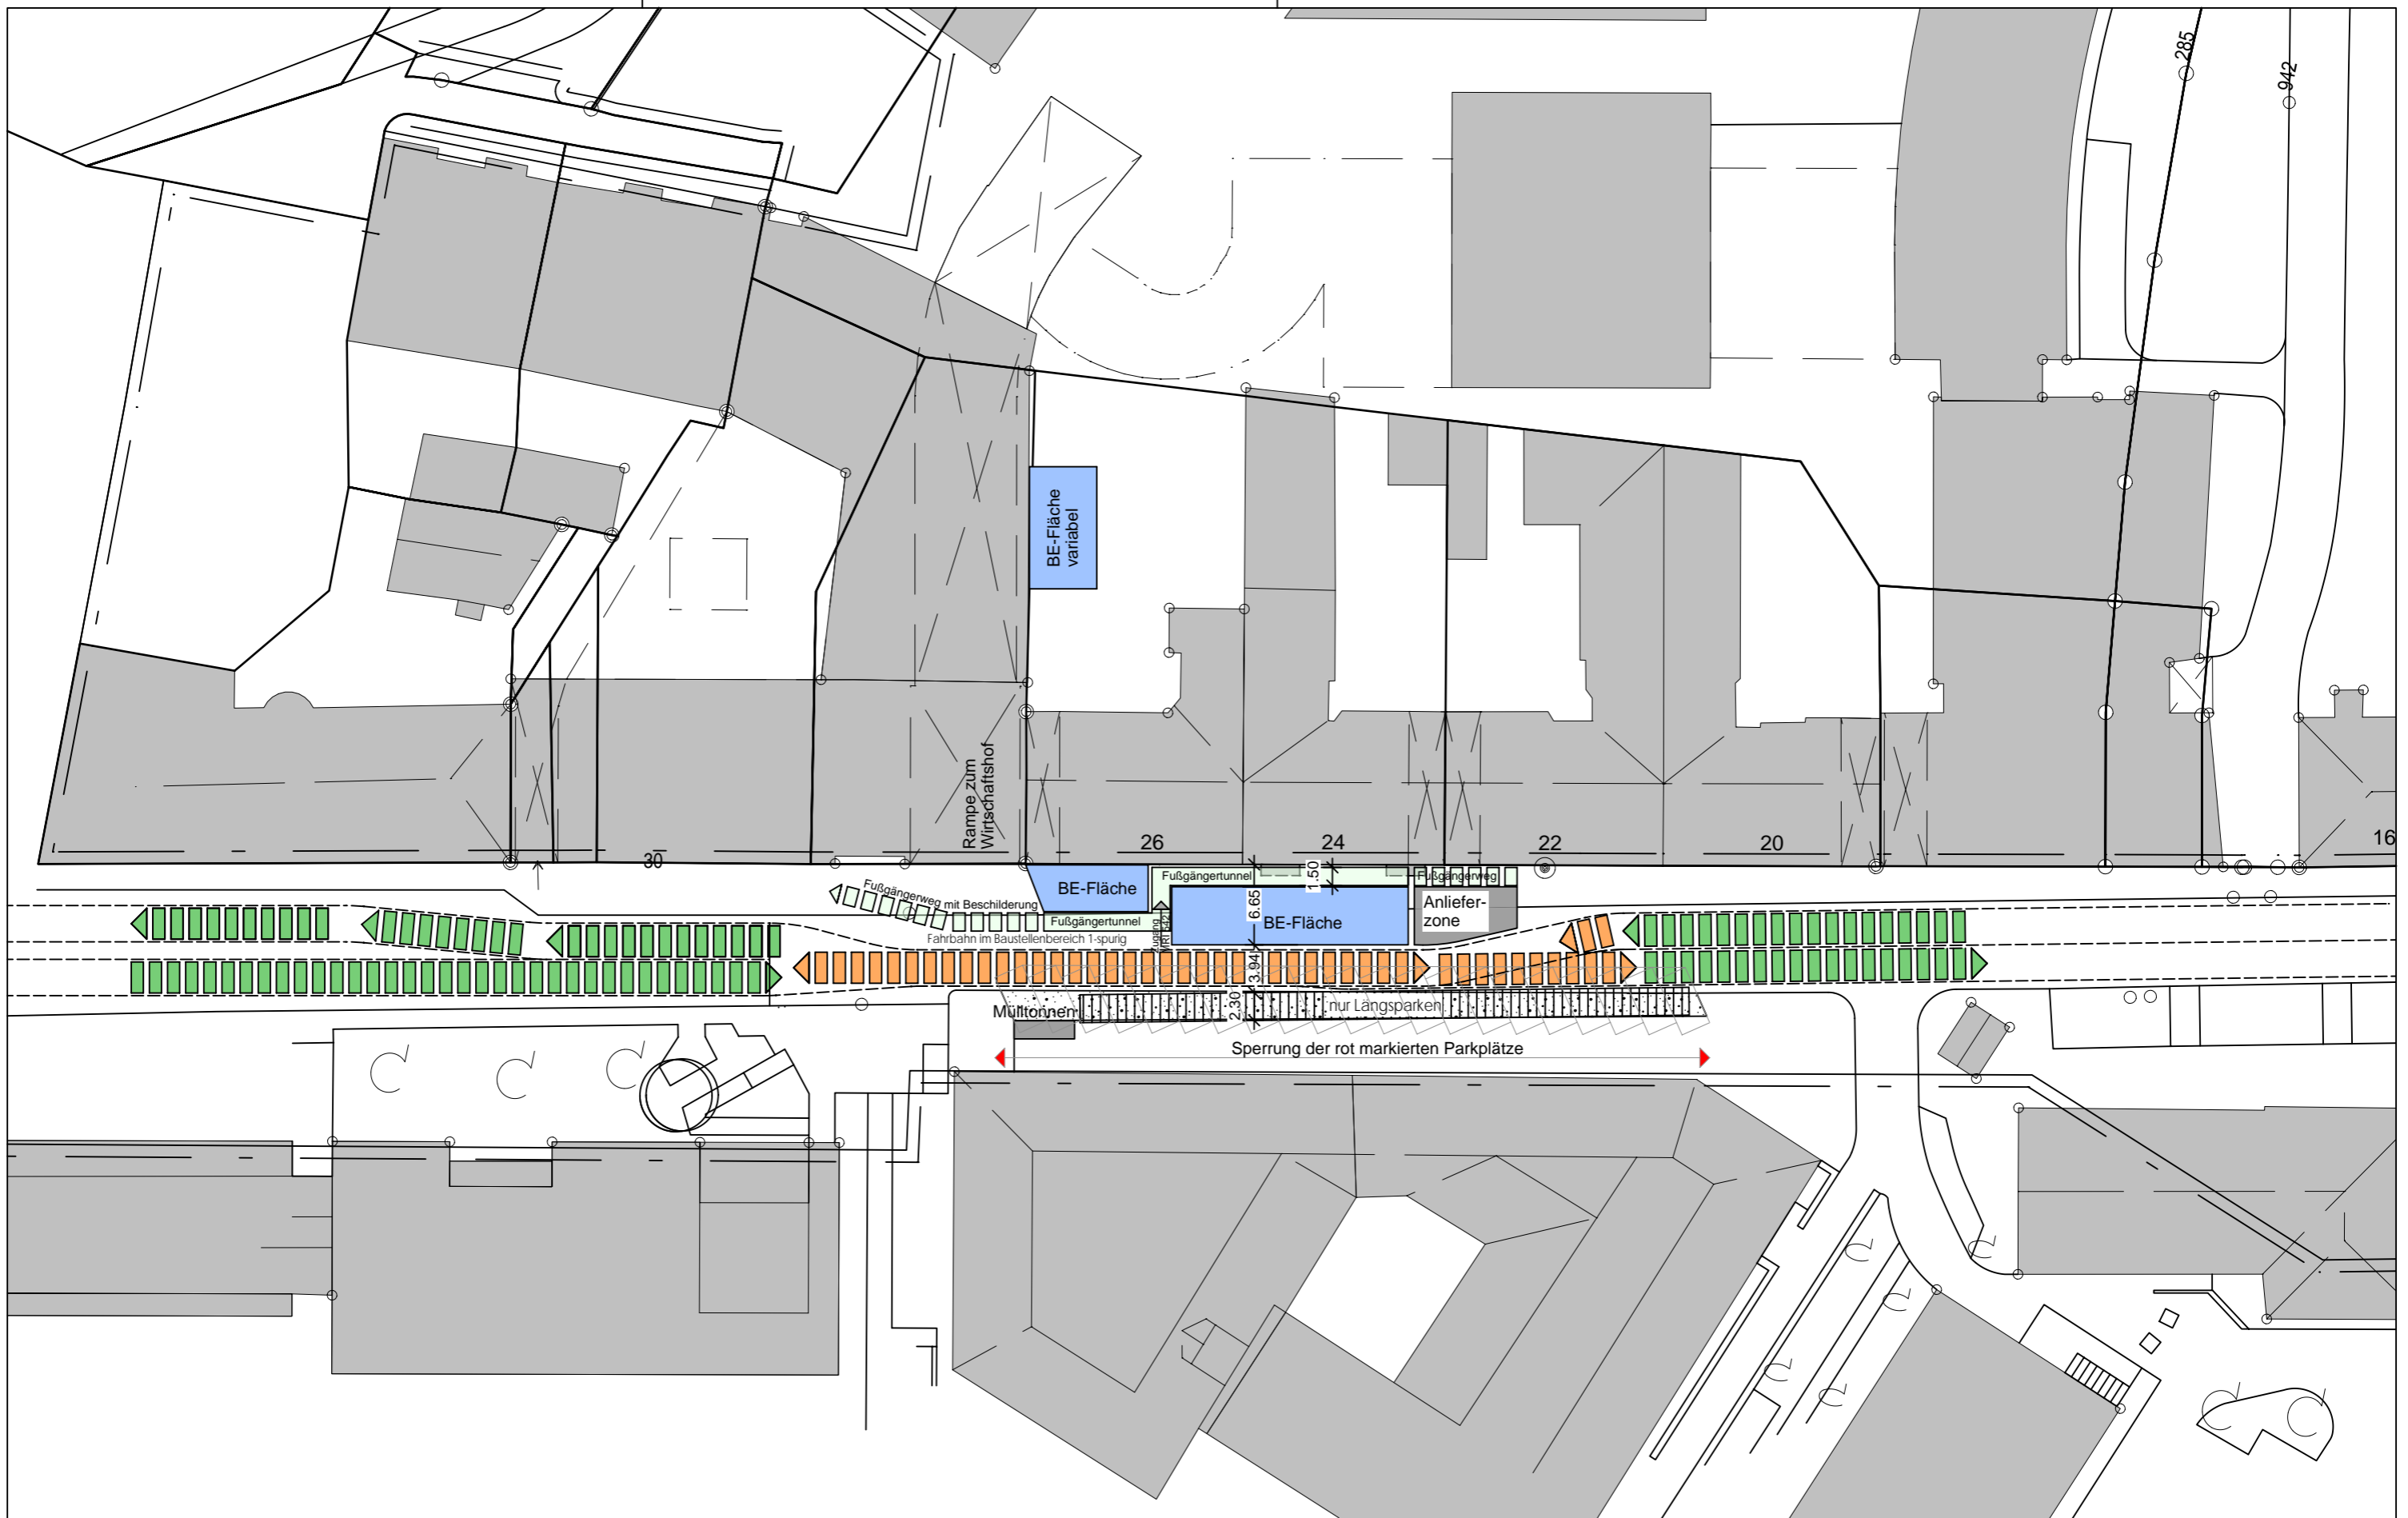 285
942
BE-Fläche
variabel
Rampe zum
Wirtschaftshof
26
24
22
20
16
30
Fußgängertunnel
1.50
Fußgängerweg
BE-Fläche
Fußgängerweg mit Beschilderung
6.65
BE-Fläche
Anliefer-
zone
Fußgängertunnel
Zugang
Fahrbahn im Baustellenbereich 1-spurig
3.94
Mülltonnen
2.30
nur Längsparken
Sperrung der rot markierten Parkplätze